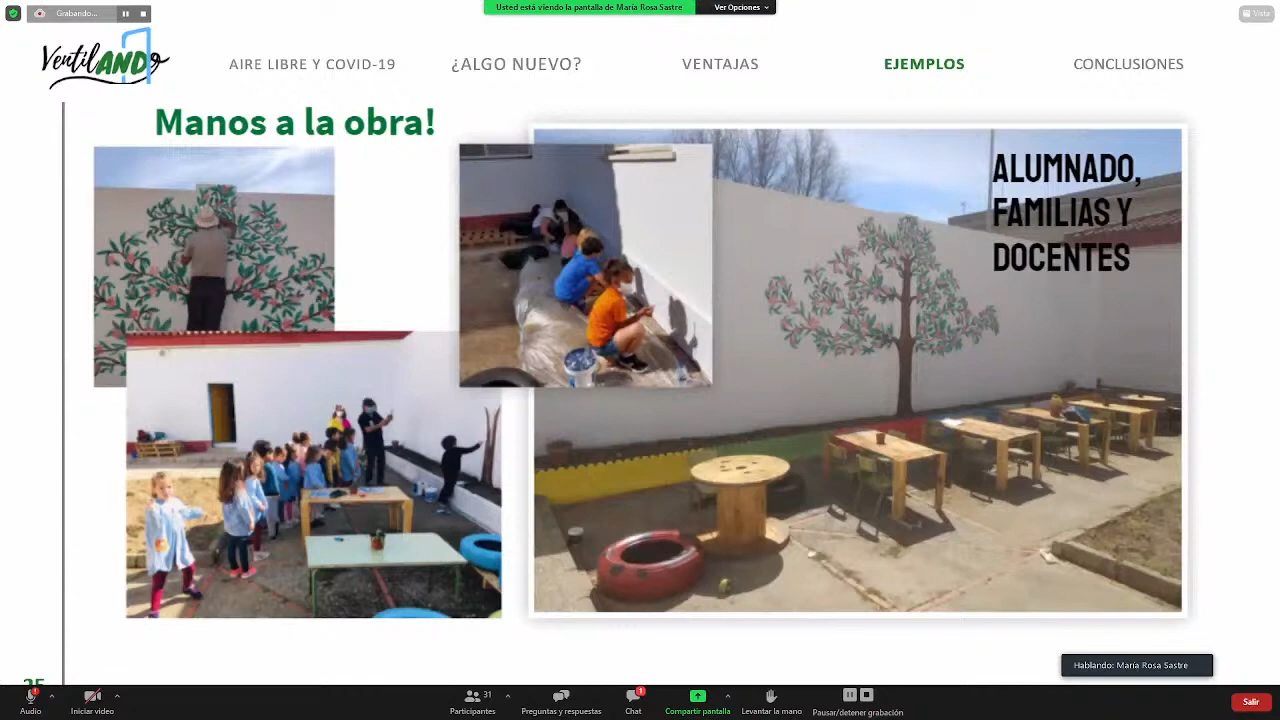 Grabando...
Usted está viendo la pantalla de María Rosa Sastre
Ver Opciones
Vista
VentilANDo
AIRE LIBRE Y COVID-19
¿ALGO NUEVO?
VENTAJAS
EJEMPLOS
CONCLUSIONES
Manos a la obra!
ALUMNADO,
FAMILIAS Y
DOCENTES
Hablando: María Rosa Sastre
Audio
Iniciar video
31
Participantes
Preguntas y respuestas
1
Chat
Compartir pantalla
Levantar la mano
Pausar/detener grabación
Salir